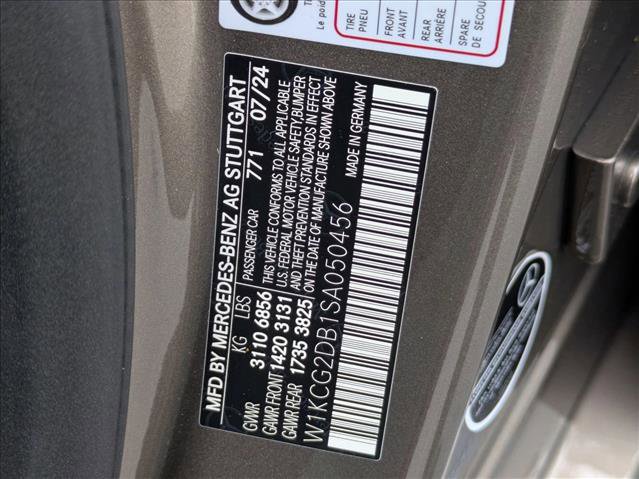 MFD BY MERCEDES-BENZ AG STUTTGART
KG LBS PASSENGER CAR 771 07/24
GVWR 3110 6856 THIS VEHICLE CONFORMS TO ALL APPLICABLE
GAWR FRONT 1420 3131 U.S. FEDERAL MOTOR VEHICLE SAFETY, BUMPER
GAWR REAR 1735 3825 AND THEFT PREVENTION STANDARDS IN EFFECT
ON THE DATE OF MANUFACTURE SHOWN ABOVE
W1KCG2DB1SA050456 MADE IN GERMANY
Le poid
TIRE
PNEU
FRONT
AVANT
REAR
ARRIÈRE
SPARE
DE SECOU